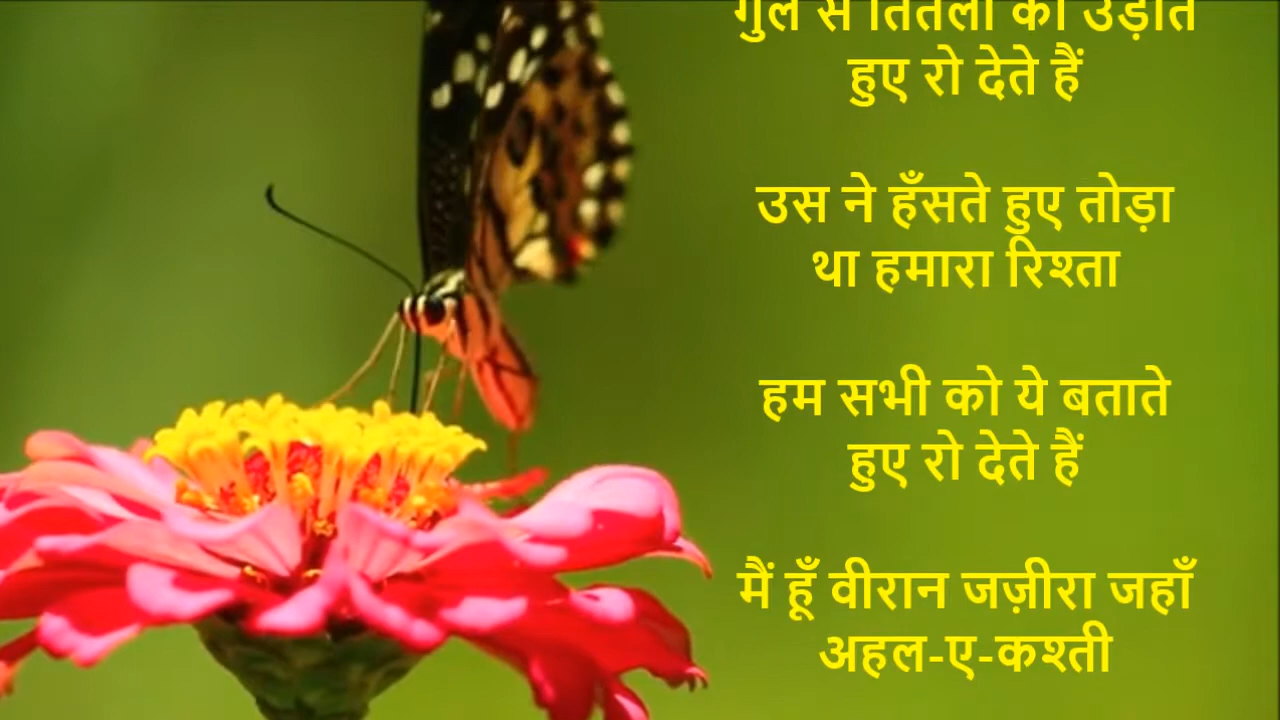 गुल से तितली को उड़ाते
हुए रो देते हैं
उस ने हँसते हुए तोड़ा
था हमारा रिश्ता
हम सभी को ये बताते
हुए रो देते हैं
मैं हूँ वीरान जज़ीरा जहाँ
अहल-ए-कश्ती